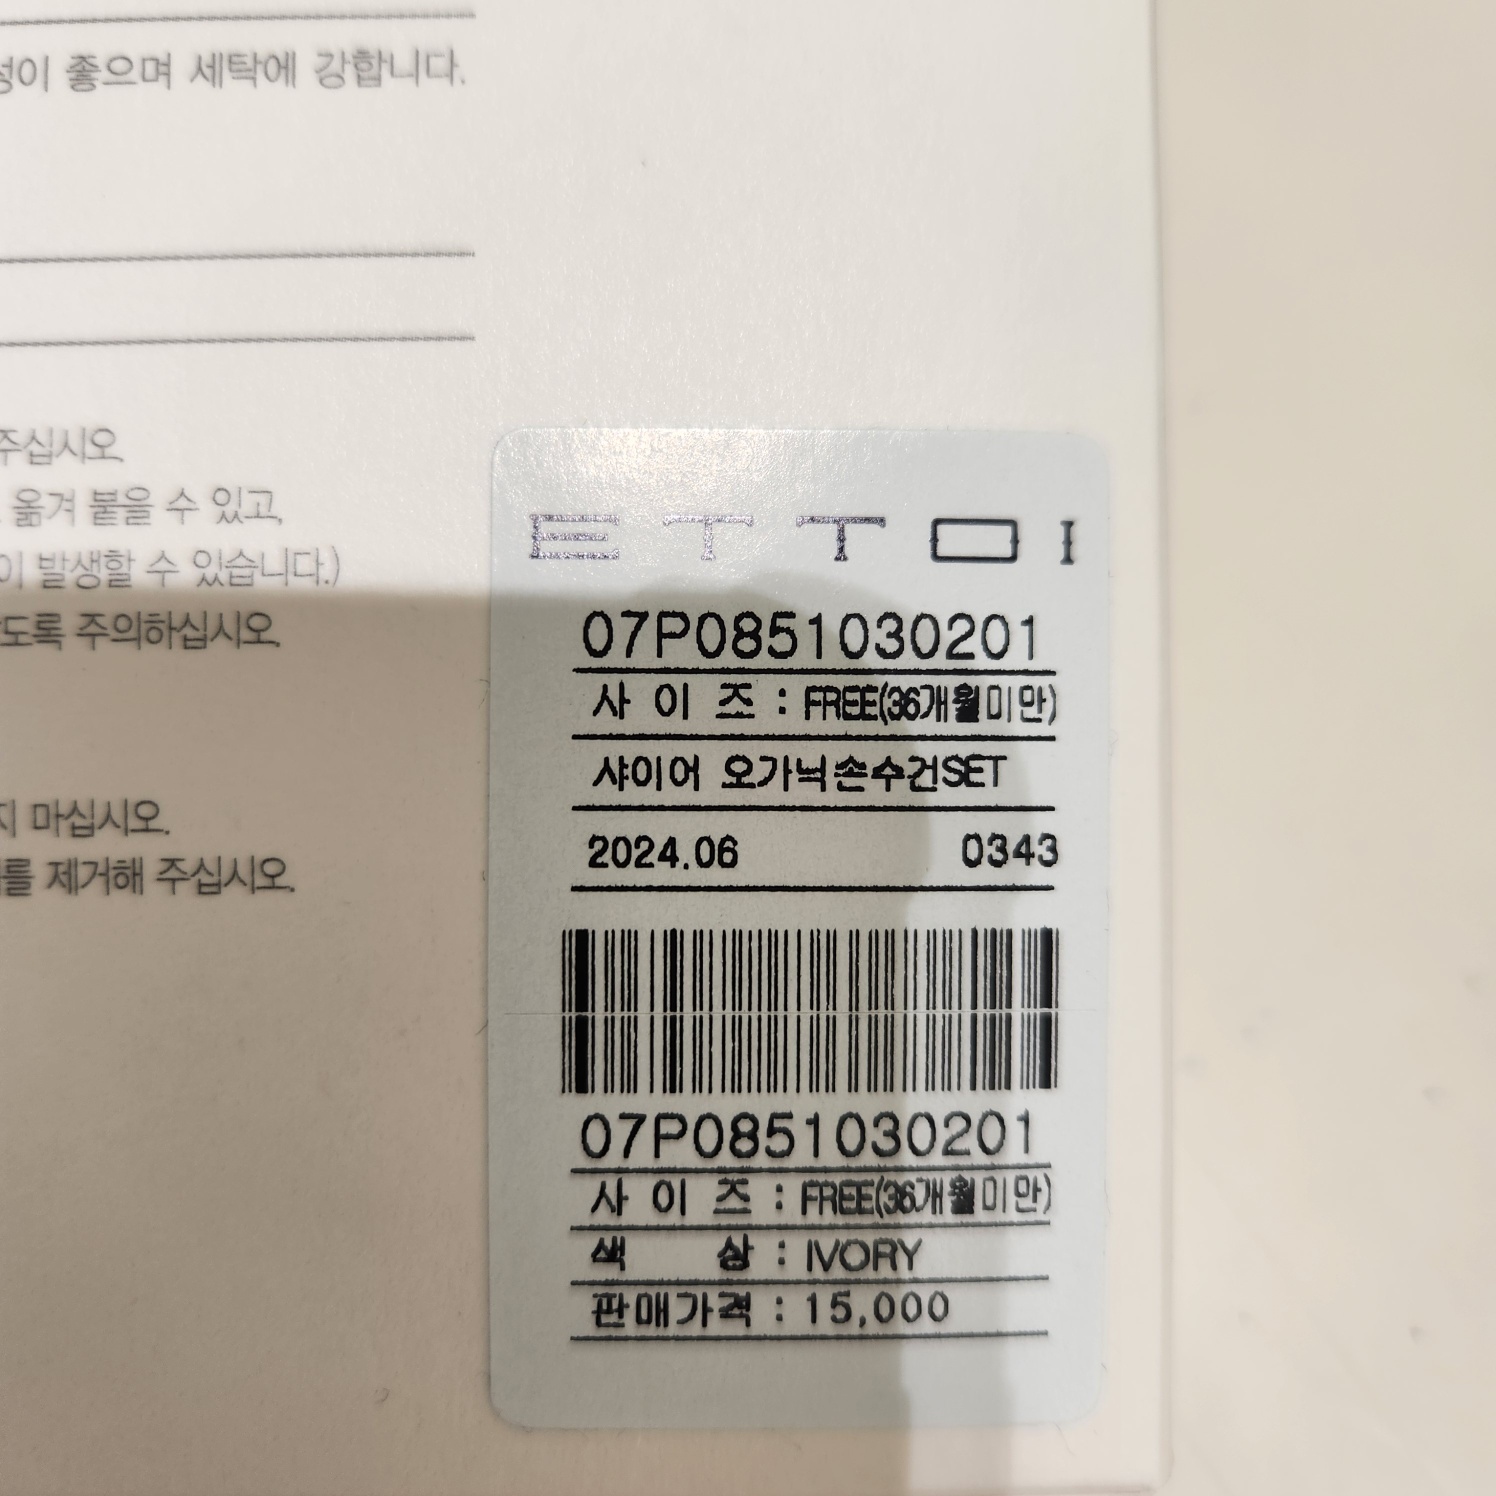 좋으며 세탁에 강합니다.
주십시오.
옮겨 붙을 수 있고,
이 발생할 수 있습니다.)
도록 주의하십시오.
지 마십시오.
를 제거해 주십시오.
ETTOI
07P0851030201
사 이 즈 : FREE(36개월미만)
샤이어 오가닉손수건SET
2024.06 0343
07P0851030201
사 이 즈 : FREE(36개월미만)
색 상 : IVORY
판매가격 : 15,000